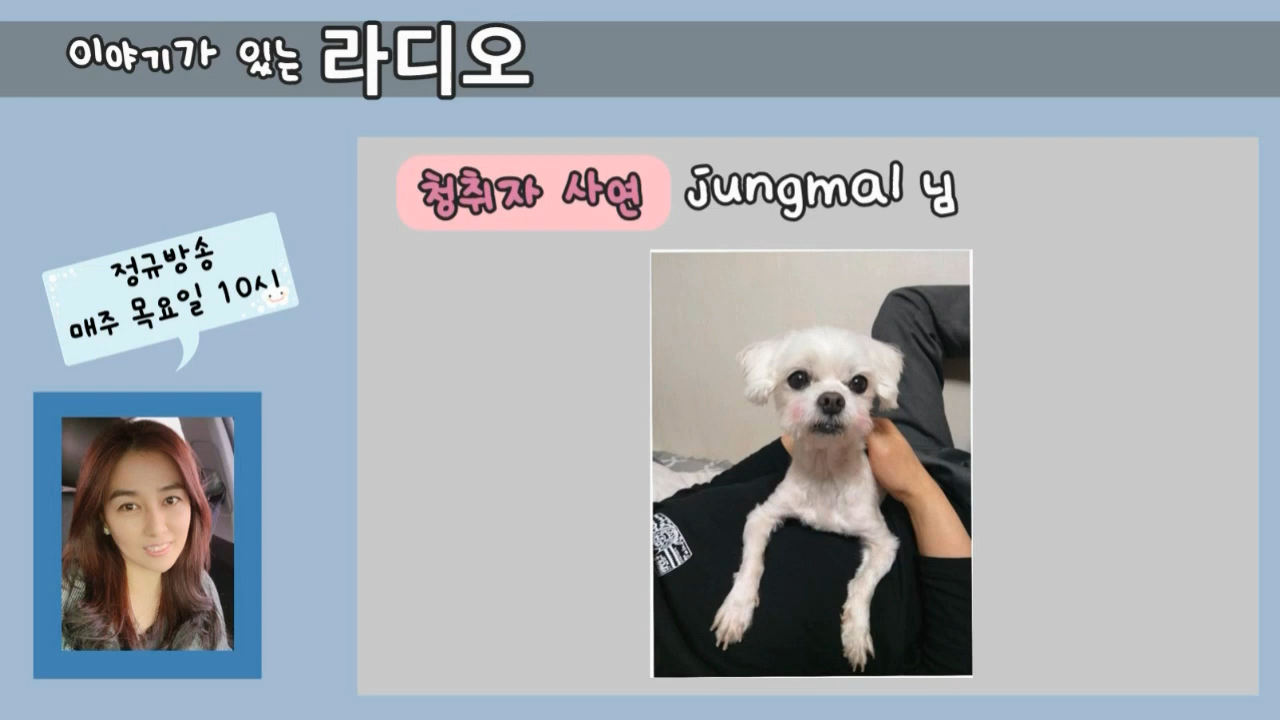 이야기가 있는 라디오
청취자 사연 jungmal 님
정규방송
매주 목요일 10시